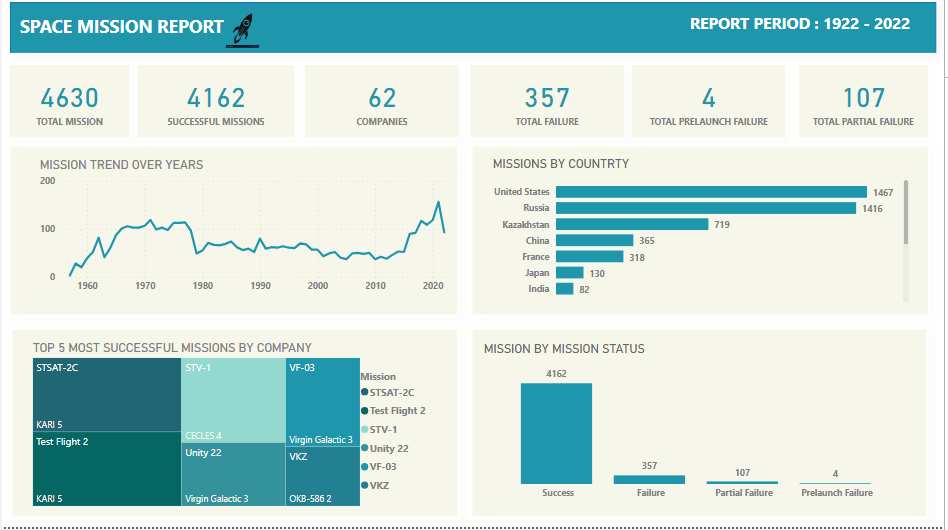 SPACE MISSION REPORT
REPORT PERIOD : 1922 - 2022
4630
TOTAL MISSION
4162
SUCCESSFUL MISSIONS
62
COMPANIES
357
TOTAL FAILURE
4
TOTAL PRELAUNCH FAILURE
107
TOTAL PARTIAL FAILURE
MISSION TREND OVER YEARS
200
100
0
1960 1970 1980 1990 2000 2010 2020
MISSIONS BY COUNTRTY
United States 1467
Russia 1416
Kazakhstan 719
China 365
France 318
Japan 130
India 82
TOP 5 MOST SUCCESSFUL MISSIONS BY COMPANY
STSAT-2C
KARI 5
Test Flight 2
KARI 5
STV-1
CECLES 4
Unity 22
Virgin Galactic 3
VF-03
Virgin Galactic 3
VKZ
OKB-586 2
Mission
STSAT-2C
Test Flight 2
STV-1
Unity 22
VF-03
VKZ
MISSION BY MISSION STATUS
4162
357
107
4
Success Failure Partial Failure Prelaunch Failure